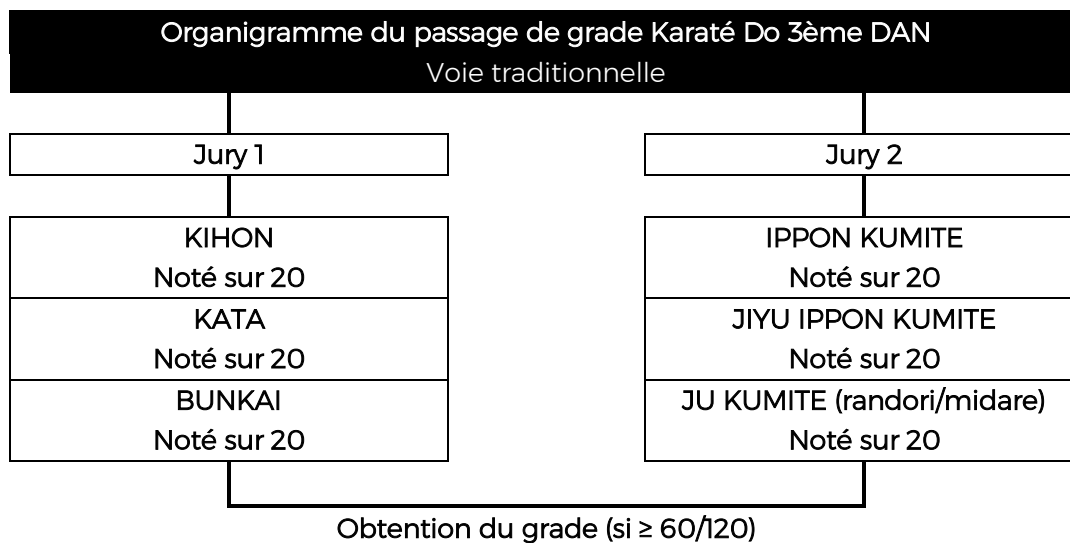 Organigramme du passage de grade Karaté Do 3ème DAN
Voie traditionnelle
Jury 1
KIHON
Noté sur 20
KATA
Noté sur 20
BUNKAI
Noté sur 20
Jury 2
IPPON KUMITE
Noté sur 20
JIYU IPPON KUMITE
Noté sur 20
JU KUMITE (randori/midare)
Noté sur 20
Obtention du grade (si ≥ 60/120)